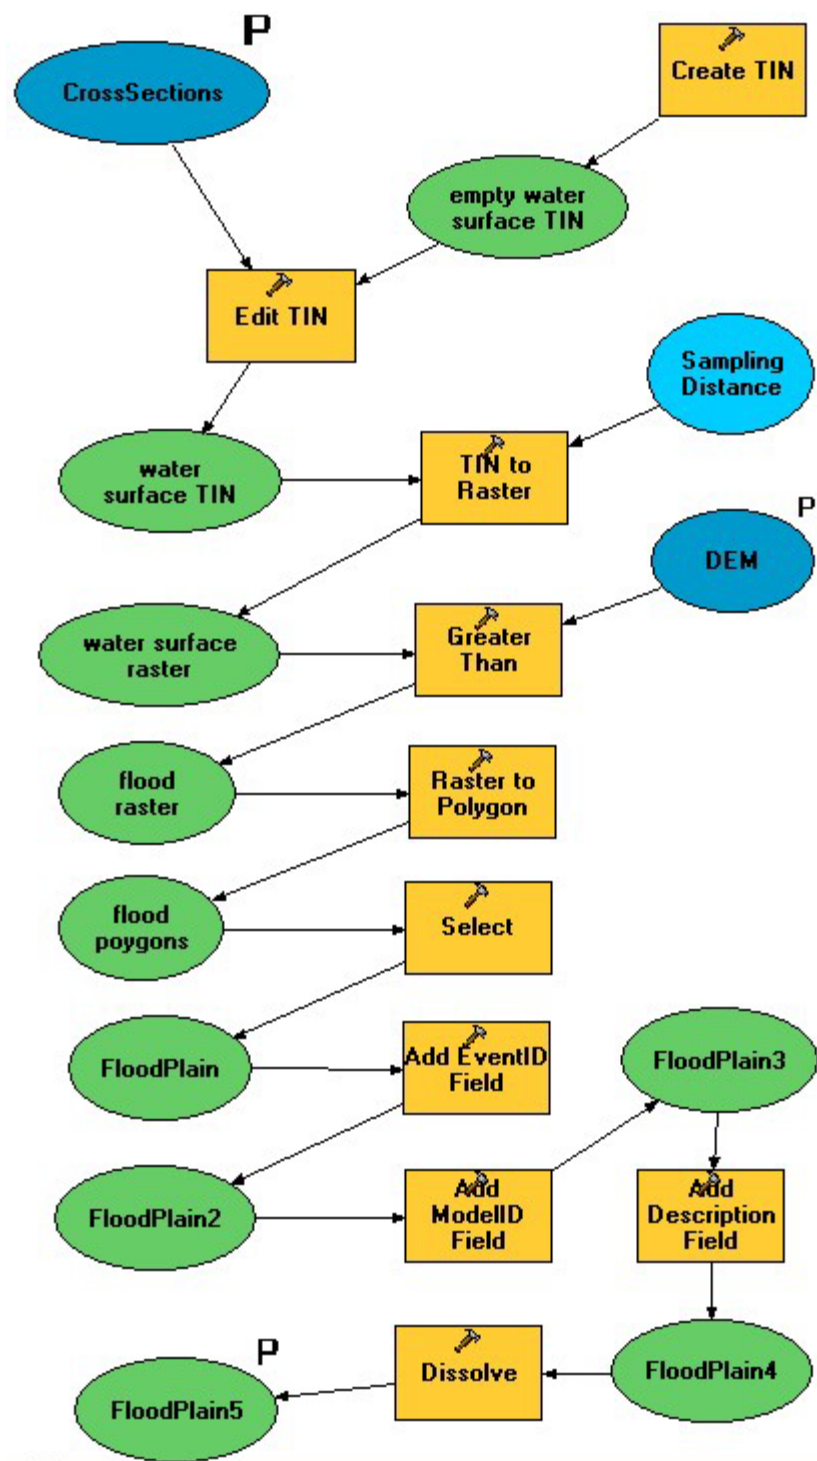 P
CrossSections
Create TIN
empty water
surface TIN
Edit TIN
Sampling
Distance
water
surface TIN
TIN to
Raster
P
DEM
water surface
raster
Greater
Than
flood
raster
Raster to
Polygon
flood
poygons
Select
FloodPlain
Add EventID
Field
FloodPlain3
FloodPlain2
Add
ModelID
Field
Add
Description
Field
P
FloodPlain5
Dissolve
FloodPlain4